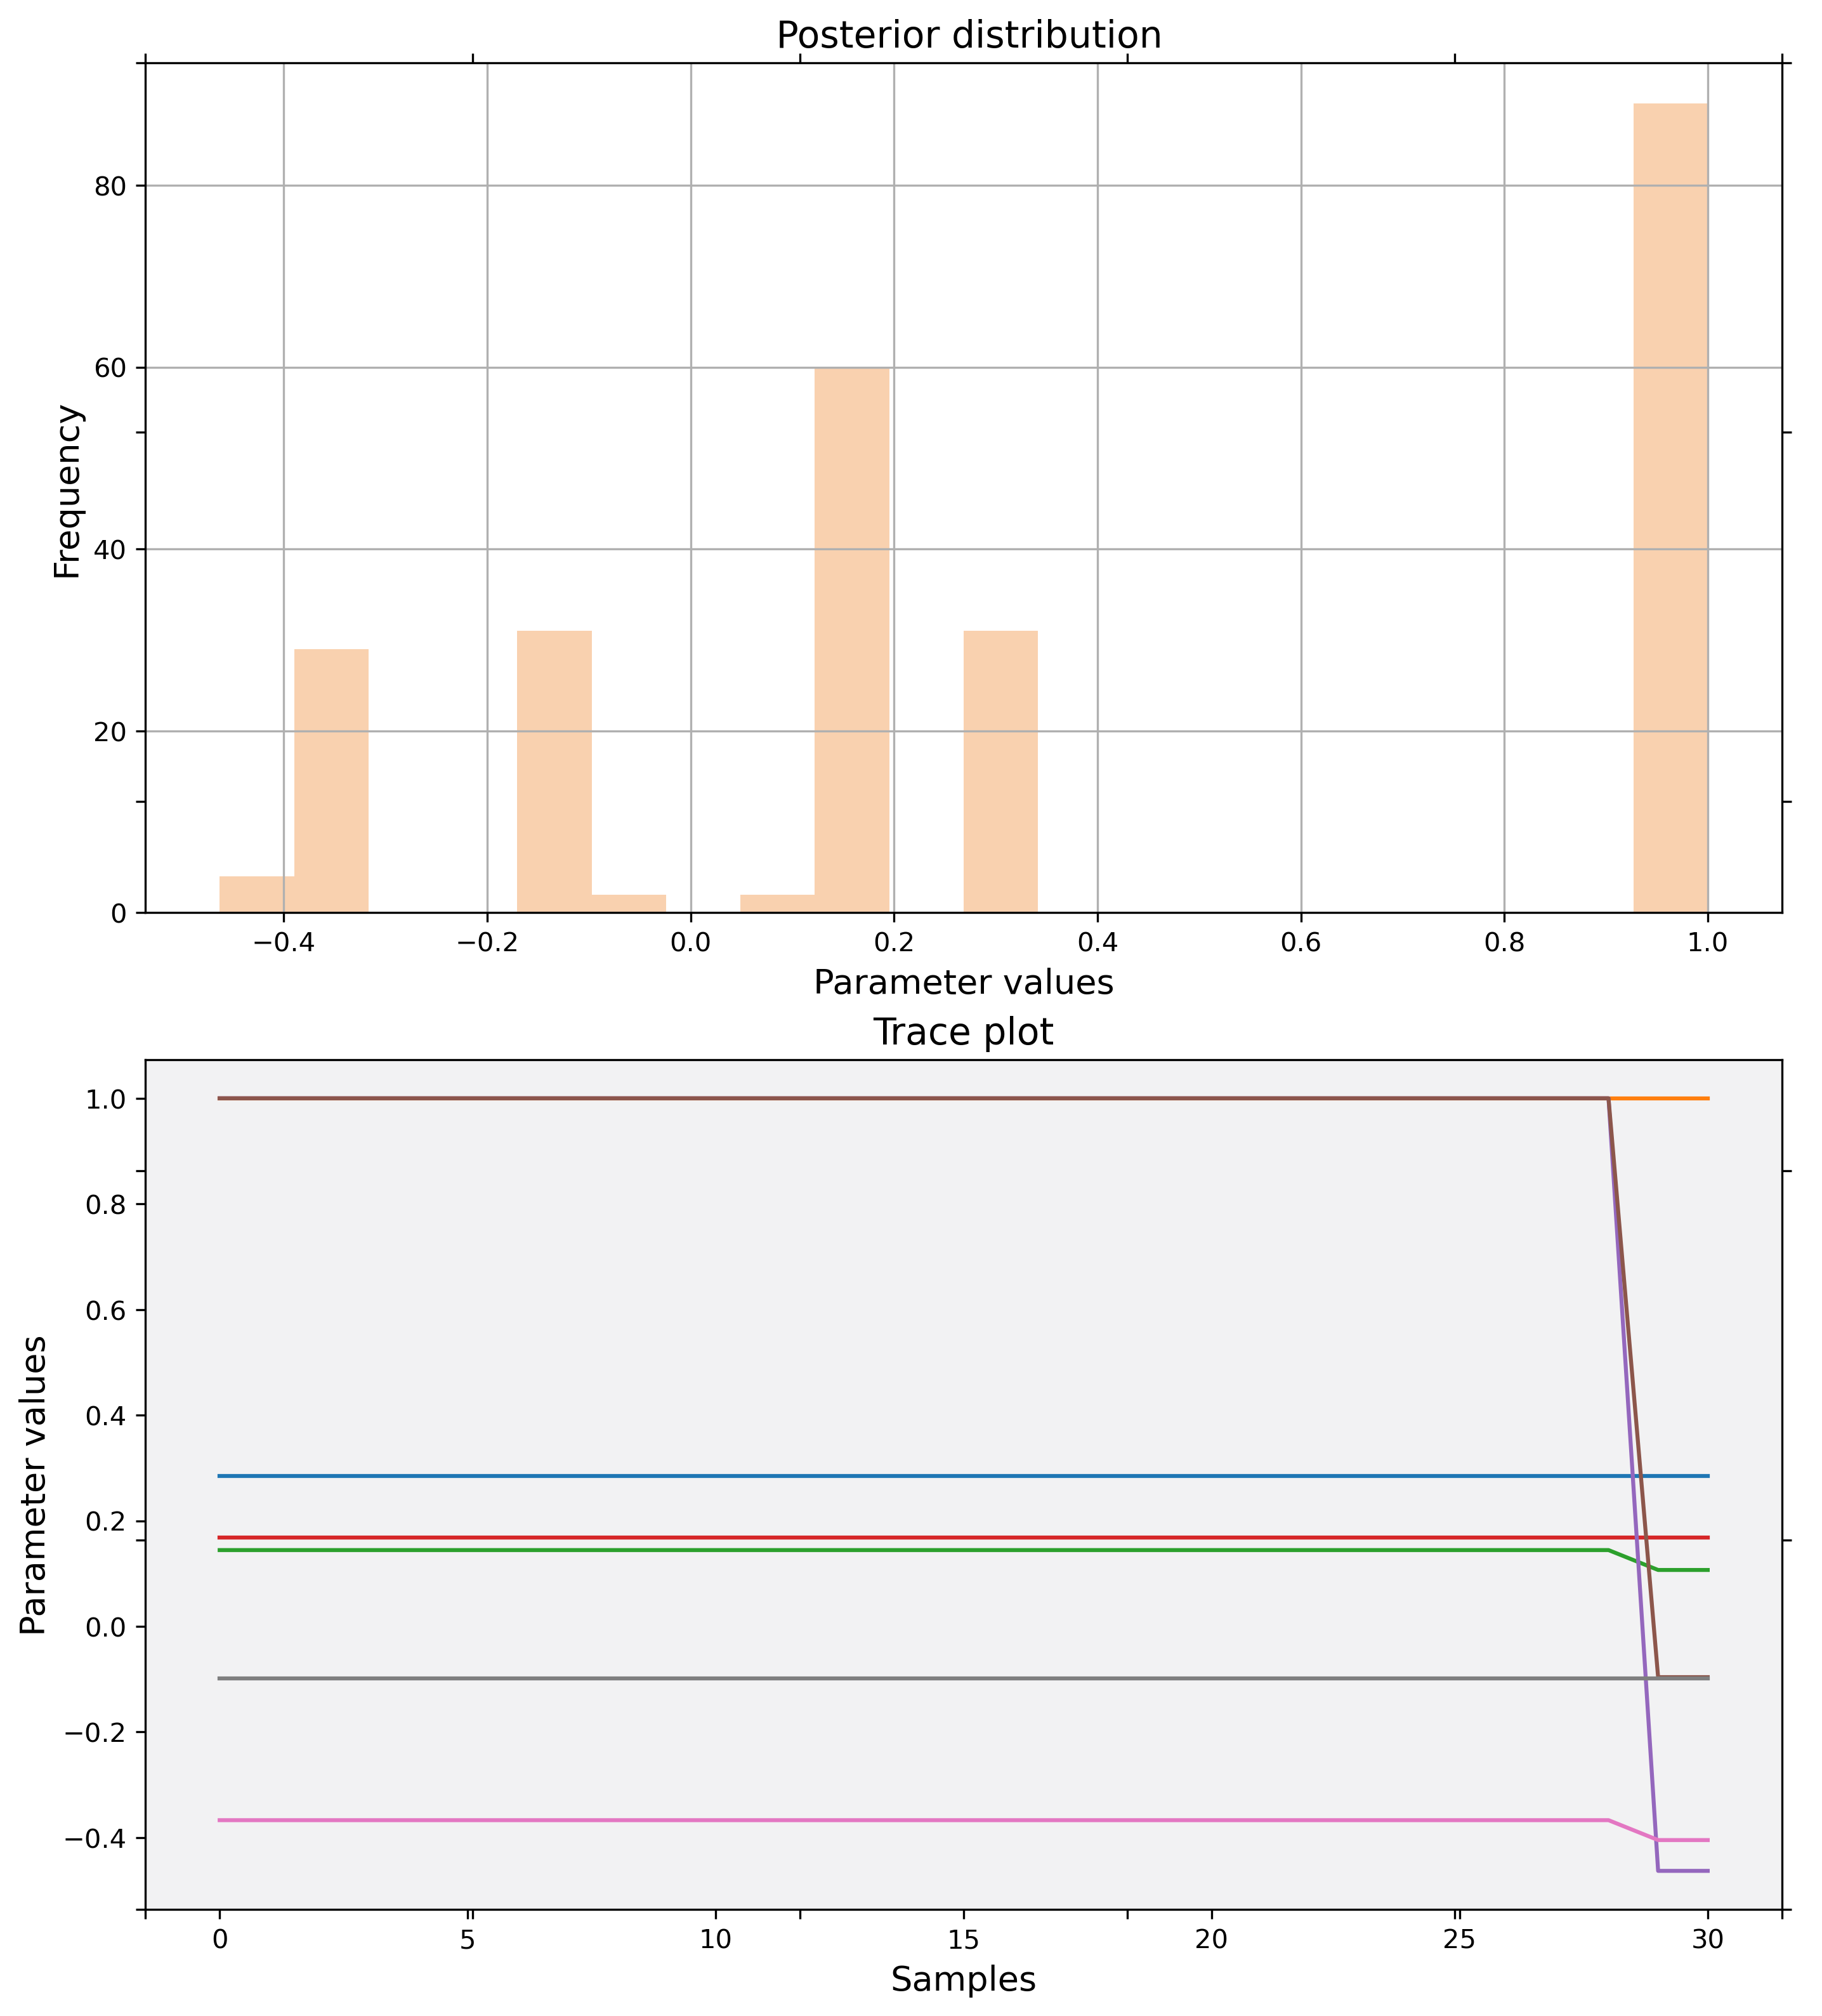 Posterior distribution
Frequency
80
60
40
20
0
−0.4 −0.2 0.0 0.2 0.4 0.6 0.8 1.0
Parameter values
Trace plot
Parameter values
1.0
0.8
0.6
0.4
0.2
0.0
−0.2
−0.4
0 5 10 15 20 25 30
Samples